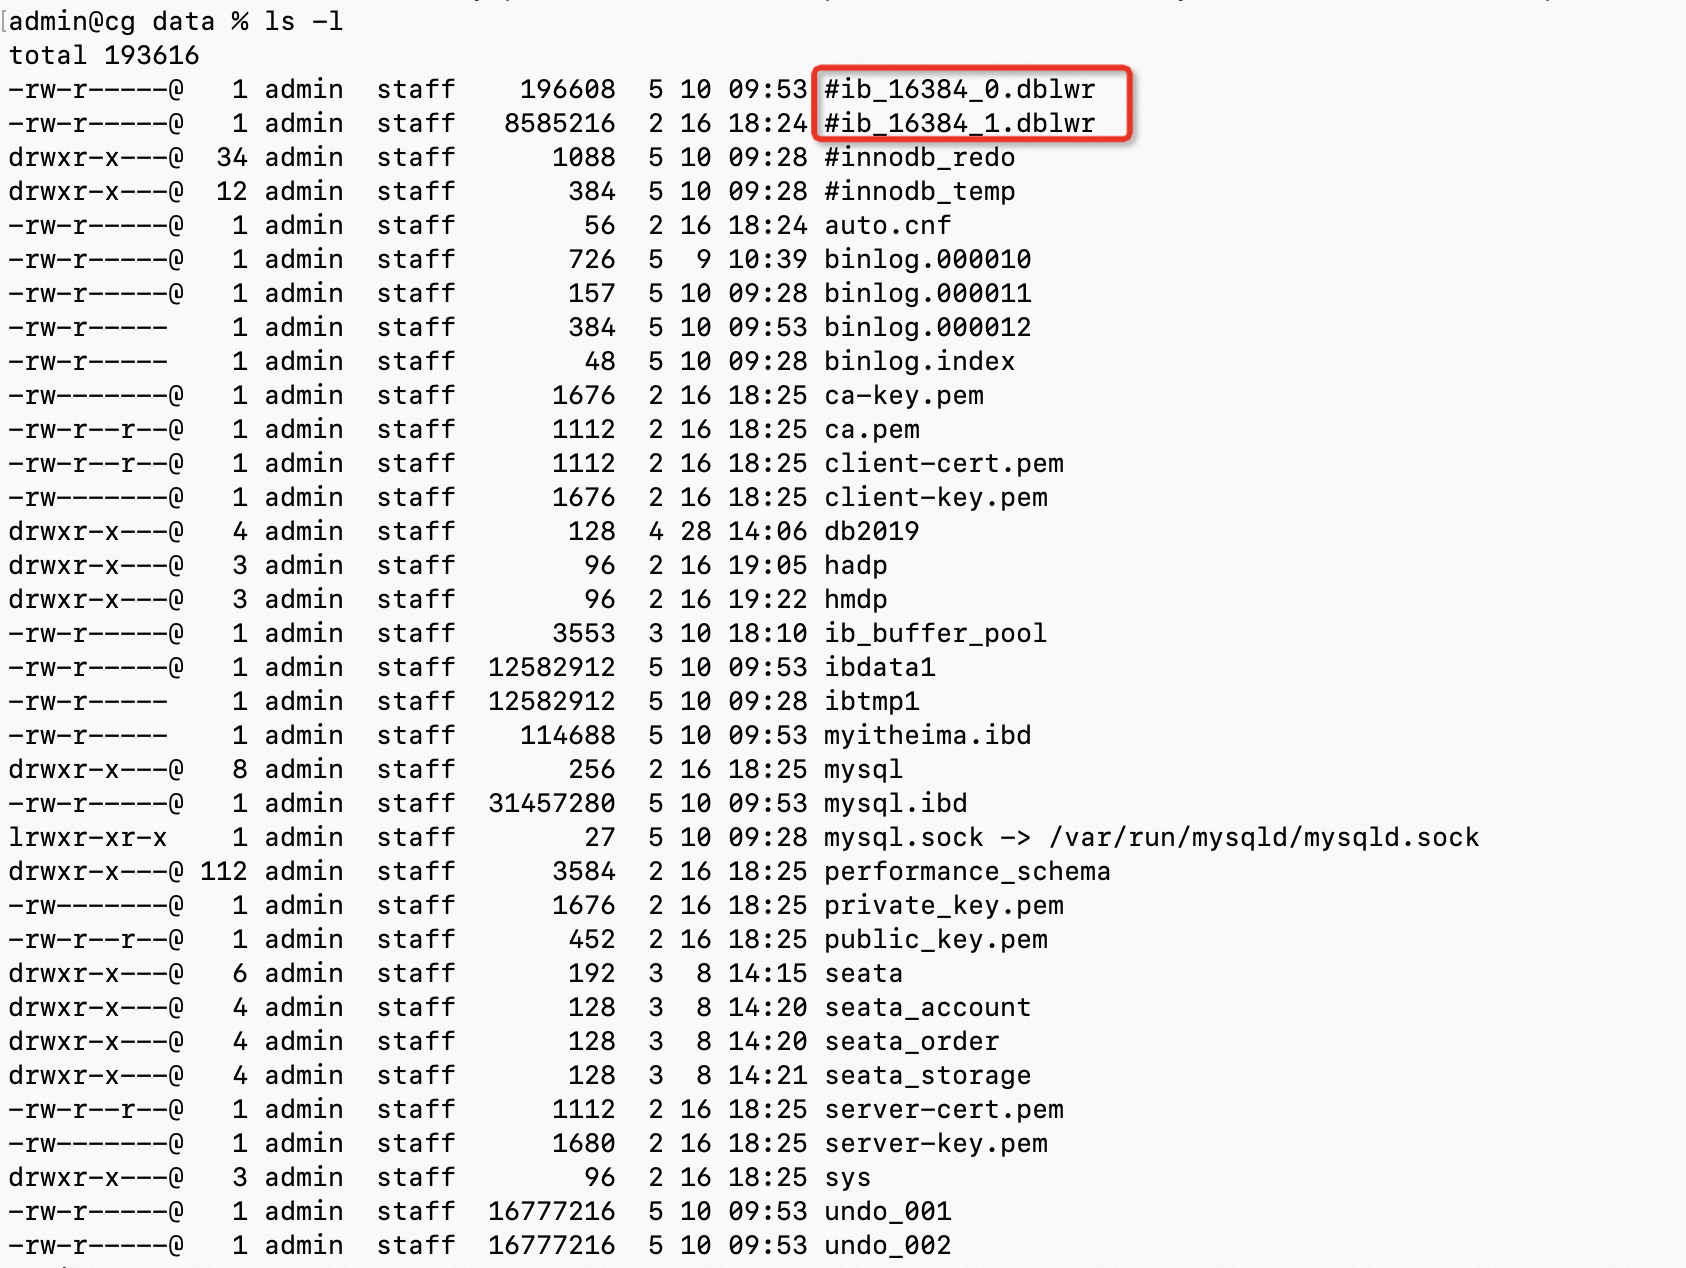 [admin@cg data % ls -l
total 193616
-rw-r-----@   1 admin  staff    196608  5 10 09:53 #ib_16384_0.dblwr
-rw-r-----@   1 admin  staff   8585216  2 16 18:24 #ib_16384_1.dblwr
drwxr-x---@  34 admin  staff      1088  5 10 09:28 #innodb_redo
drwxr-x---@  12 admin  staff       384  5 10 09:28 #innodb_temp
-rw-r-----@   1 admin  staff        56  2 16 18:24 auto.cnf
-rw-r-----@   1 admin  staff       726  5  9 10:39 binlog.000010
-rw-r-----@   1 admin  staff       157  5 10 09:28 binlog.000011
-rw-r-----    1 admin  staff       384  5 10 09:53 binlog.000012
-rw-r-----    1 admin  staff        48  5 10 09:28 binlog.index
-rw-------@   1 admin  staff      1676  2 16 18:25 ca-key.pem
-rw-r--r--@   1 admin  staff      1112  2 16 18:25 ca.pem
-rw-r--r--@   1 admin  staff      1112  2 16 18:25 client-cert.pem
-rw-------@   1 admin  staff      1676  2 16 18:25 client-key.pem
drwxr-x---@   4 admin  staff       128  4 28 14:06 db2019
drwxr-x---@   3 admin  staff        96  2 16 19:05 hadp
drwxr-x---@   3 admin  staff        96  2 16 19:22 hmdp
-rw-r-----@   1 admin  staff      3553  3 10 18:10 ib_buffer_pool
-rw-r-----@   1 admin  staff  12582912  5 10 09:53 ibdata1
-rw-r-----    1 admin  staff  12582912  5 10 09:28 ibtmp1
-rw-r-----    1 admin  staff    114688  5 10 09:53 myitheima.ibd
drwxr-x---@   8 admin  staff       256  2 16 18:25 mysql
-rw-r-----@   1 admin  staff  31457280  5 10 09:53 mysql.ibd
lrwxr-xr-x    1 admin  staff        27  5 10 09:28 mysql.sock -> /var/run/mysqld/mysqld.sock
drwxr-x---@ 112 admin  staff      3584  2 16 18:25 performance_schema
-rw-------@   1 admin  staff      1676  2 16 18:25 private_key.pem
-rw-r--r--@   1 admin  staff       452  2 16 18:25 public_key.pem
drwxr-x---@   6 admin  staff       192  3  8 14:15 seata
drwxr-x---@   4 admin  staff       128  3  8 14:20 seata_account
drwxr-x---@   4 admin  staff       128  3  8 14:20 seata_order
drwxr-x---@   4 admin  staff       128  3  8 14:21 seata_storage
-rw-r--r--@   1 admin  staff      1112  2 16 18:25 server-cert.pem
-rw-------@   1 admin  staff      1680  2 16 18:25 server-key.pem
drwxr-x---@   3 admin  staff        96  2 16 18:25 sys
-rw-r-----@   1 admin  staff  16777216  5 10 09:53 undo_001
-rw-r-----@   1 admin  staff  16777216  5 10 09:53 undo_002